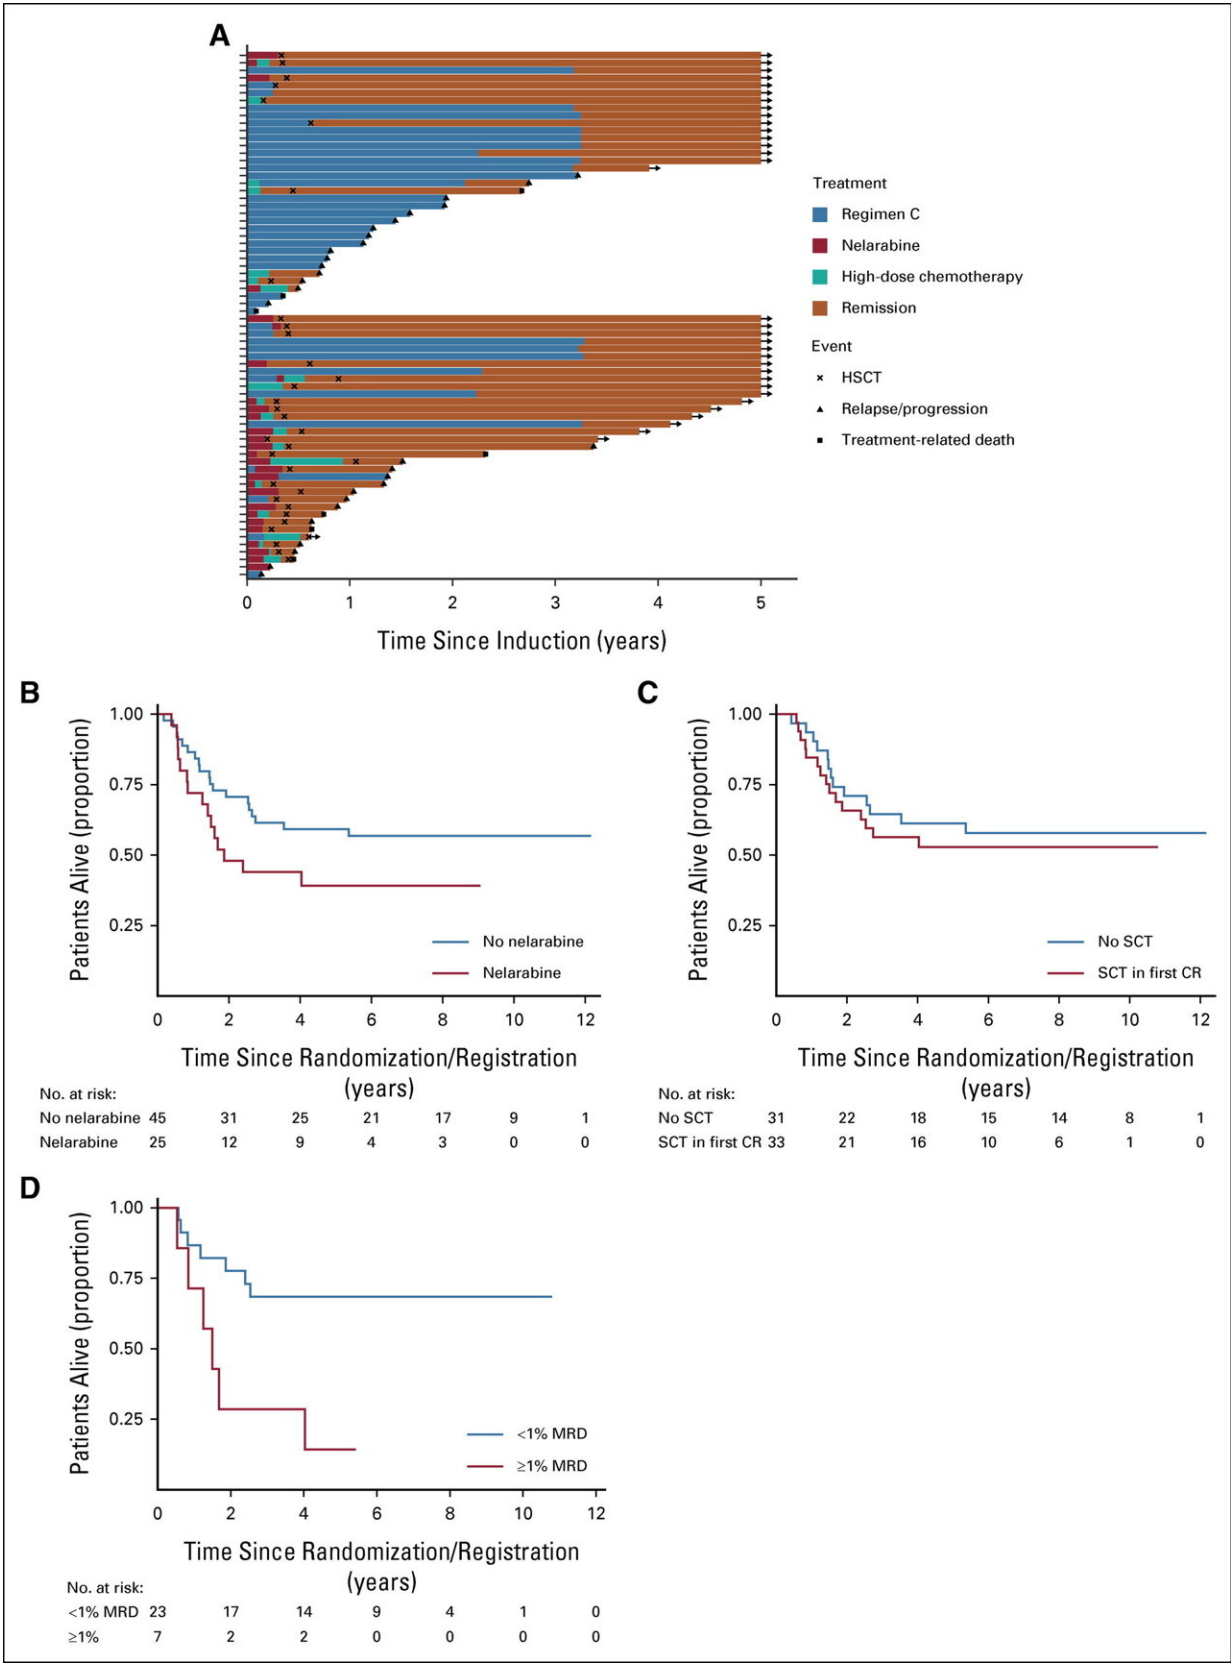 A
Treatment
Regimen C
Nelarabine
High-dose chemotherapy
Remission
Event
HSCT
Relapse/progression
Treatment-related death
0 1 2 3 4 5
Time Since Induction (years)
B
Patients Alive (proportion)
1.00
0.75
0.50
0.25
No nelarabine
Nelarabine
0 2 4 6 8 10 12
Time Since Randomization/Registration
(years)
No. at risk:
No nelarabine 45 31 25 21 17 9 1
Nelarabine 25 12 9 4 3 0 0
C
Patients Alive (proportion)
1.00
0.75
0.50
0.25
No SCT
SCT in first CR
0 2 4 6 8 10 12
Time Since Randomization/Registration
(years)
No. at risk:
No SCT 31 22 18 15 14 8 1
SCT in first CR 33 21 16 10 6 1 0
D
Patients Alive (proportion)
1.00
0.75
0.50
0.25
<1% MRD
≥1% MRD
0 2 4 6 8 10 12
Time Since Randomization/Registration
(years)
No. at risk:
<1% MRD 23 17 14 9 4 1 0
≥1% 7 2 2 0 0 0 0